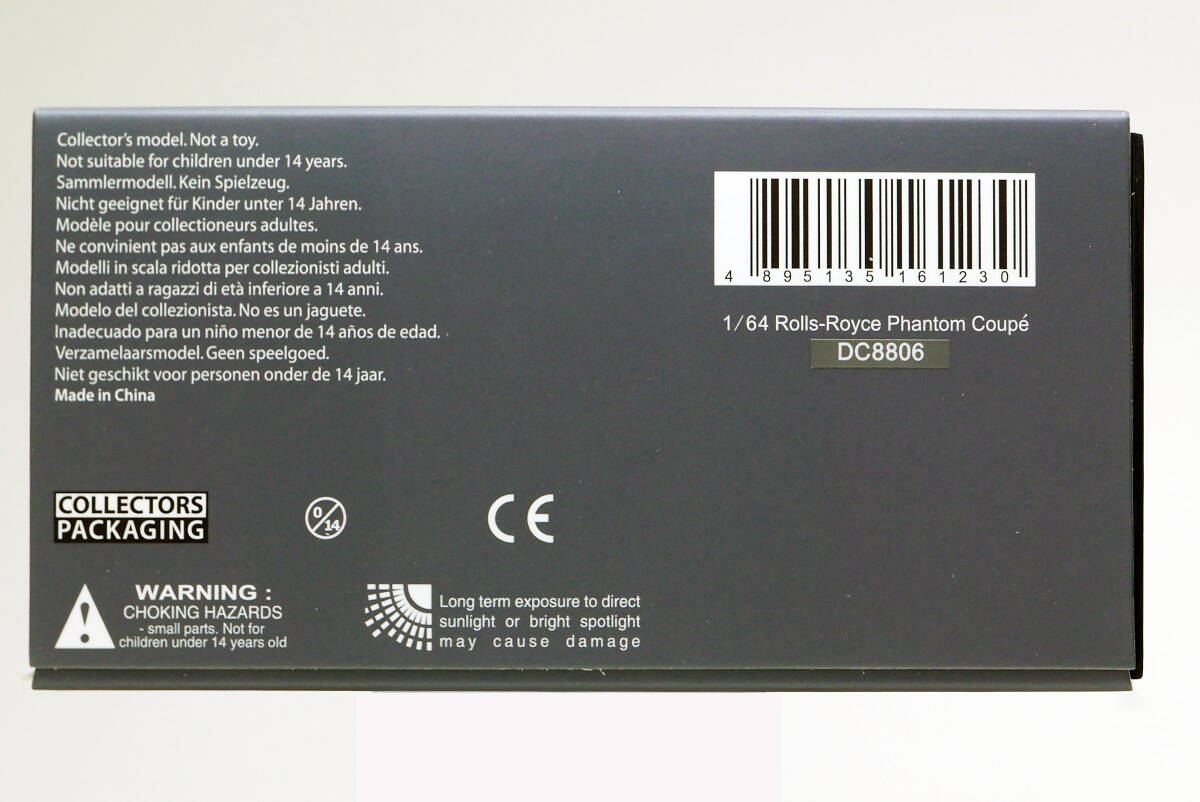 Collector's model. Not a toy.
Not suitable for children under 14 years.
Sammlermodell. Kein Spielzeug.
Nicht geeignet für Kinder unter 14 Jahren.
Modèle pour collectioneurs adultes.
Ne convinient pas aux enfants de moins de 14 ans.
Modelli in scala ridotta per collezionisti adulti.
Non adatti a ragazzi di età inferiore a 14 anni.
Modelo del collezionista. No es un jaguete.
Inadecuado para un niño menor de 14 años de edad.
Verzamelaarsmodel. Geen speelgoed.
Niet geschikt voor personen onder de 14 jaar.
Made in China
4 895135 161230
1/64 Rolls-Royce Phantom Coupé
DC8806
COLLECTORS
PACKAGING
0/14
CE
WARNING :
CHOKING HAZARDS
- small parts. Not for
children under 14 years old
Long term exposure to direct
sunlight or bright spotlight
may cause damage